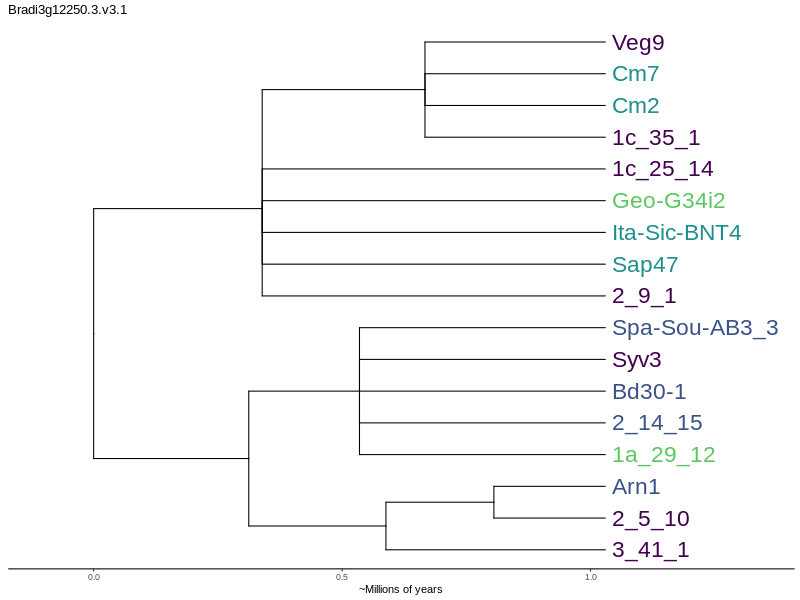 Bradi3g12250.3.v3.1
Veg9
Cm7
Cm2
1c_35_1
1c_25_14
Geo-G34i2
Ita-Sic-BNT4
Sap47
2_9_1
Spa-Sou-AB3_3
Syv3
Bd30-1
2_14_15
1a_29_12
Arn1
2_5_10
3_41_1
0.0 0.5 1.0
~Millions of years